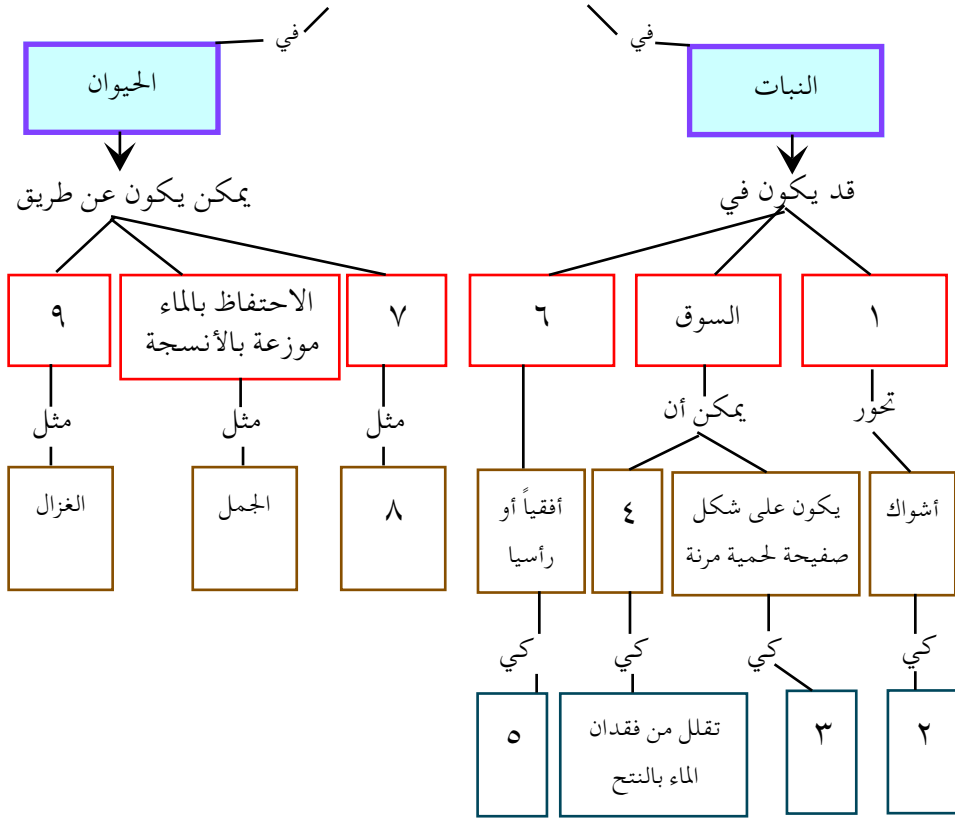 في
في
النبات
الحيوان
قد يكون في
يمكن يكون عن طريق
١
السوق
٦
٧
الاحتفاظ بالماء
موزعة بالأنسجة
٩
تحور
يمكن أن
مثل
مثل
مثل
أشواك
يكون على شكل
صفيحة لحمية مرنة
٤
أفقياً أو
رأسيا
٨
الجمل
الغزال
كي
كي
كي
كي
٢
٣
تقلل من فقدان
الماء بالنتح
٥